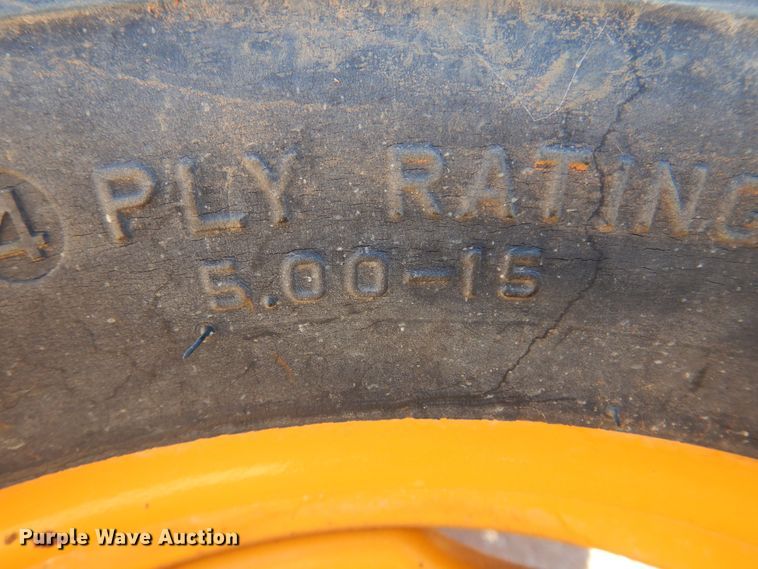 4 PLY RATING
5.00-15
Purple Wave Auction